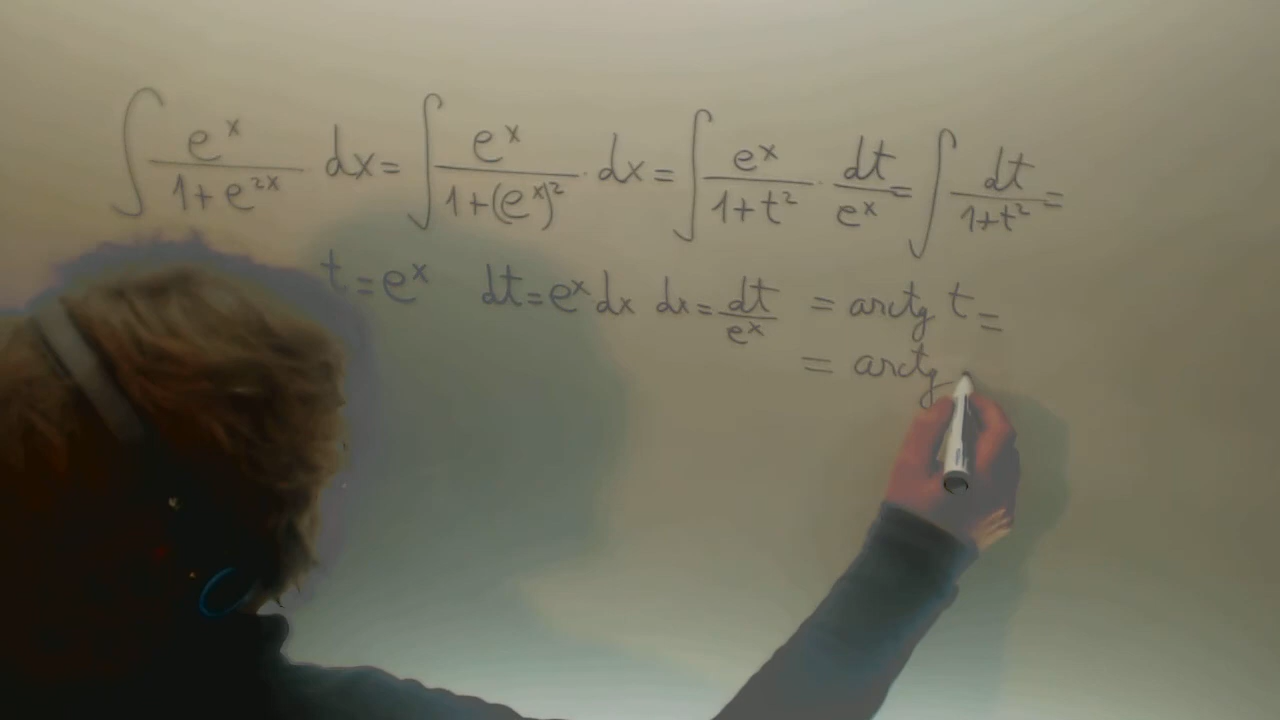 ∫ e^x / (1+e^{2x}) dx = ∫ e^x / (1+(e^x)^2) · dx = ∫ e^x / (1+t^2) · dt / e^x = ∫ dt / (1+t^2) =
t = e^x dt = e^x dx dx = dt / e^x = arctg t =
= arctg